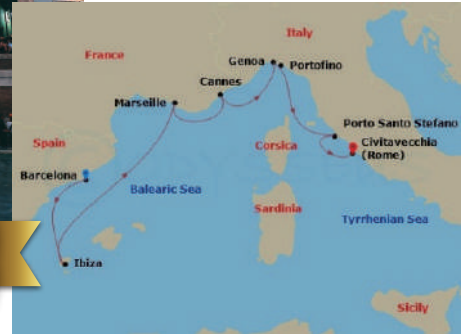 Italy
France
Genoa
Portofino
Cannes
Marseille
Porto Santo Stefano
Spain
Civitavecchia
(Rome)
Corsica
Barcelona
Balearic Sea
Sardinia
Tyrrhenian Sea
Ibiza
Sicily